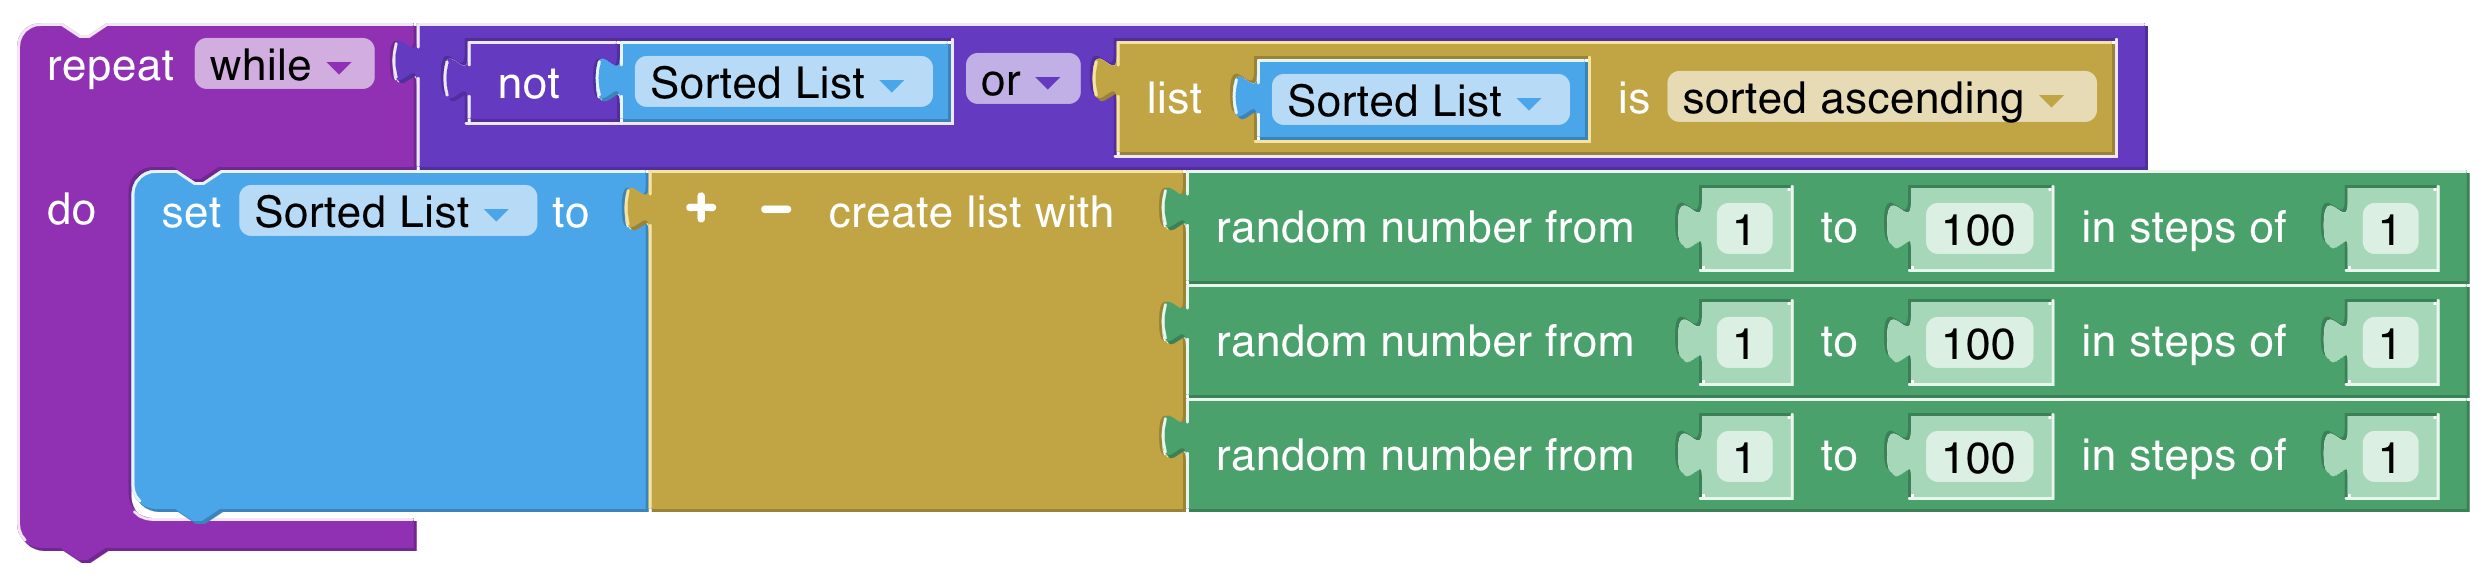 repeat while not Sorted List or list Sorted List is sorted ascending
do set Sorted List to + − create list with random number from 1 to 100 in steps of 1
random number from 1 to 100 in steps of 1
random number from 1 to 100 in steps of 1